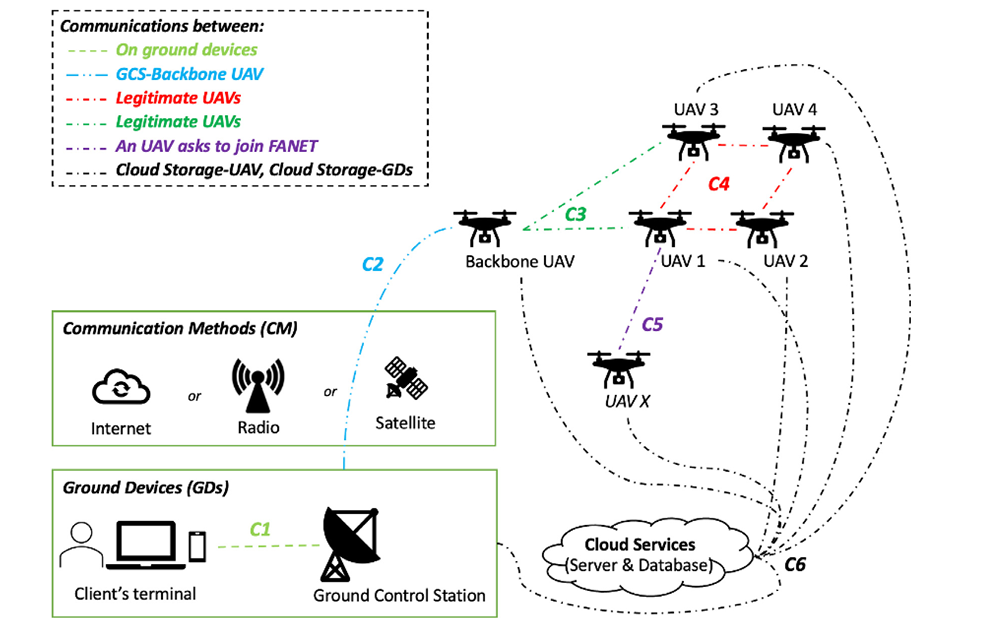 Communications between:
On ground devices
GCS-Backbone UAV
Legitimate UAVs
Legitimate UAVs
An UAV asks to join FANET
Cloud Storage-UAV, Cloud Storage-GDs
UAV 3
UAV 4
C4
C3
C2
Backbone UAV
UAV 1
UAV 2
C5
UAV X
Communication Methods (CM)
or
or
Internet
Radio
Satellite
Ground Devices (GDs)
C1
Client's terminal
Ground Control Station
Cloud Services
(Server & Database)
C6